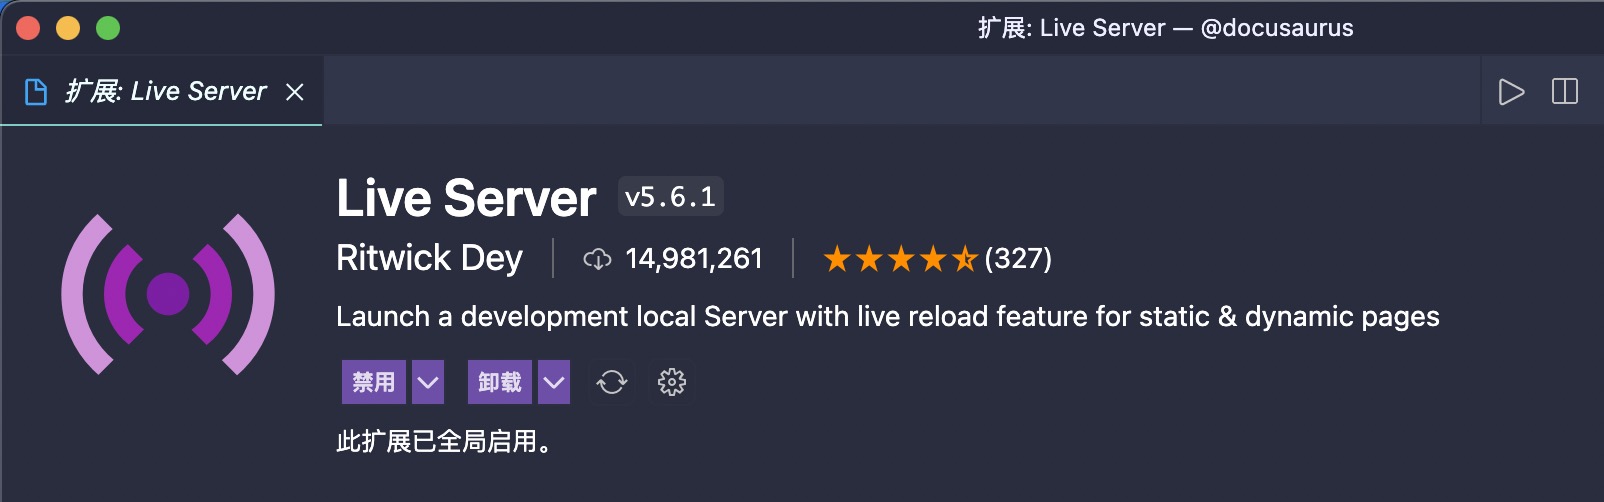 扩展: Live Server — @docusaurus
扩展: Live Server
Live Server v5.6.1
Ritwick Dey 14,981,261 (327)
Launch a development local Server with live reload feature for static & dynamic pages
禁用 卸载
此扩展已全局启用。